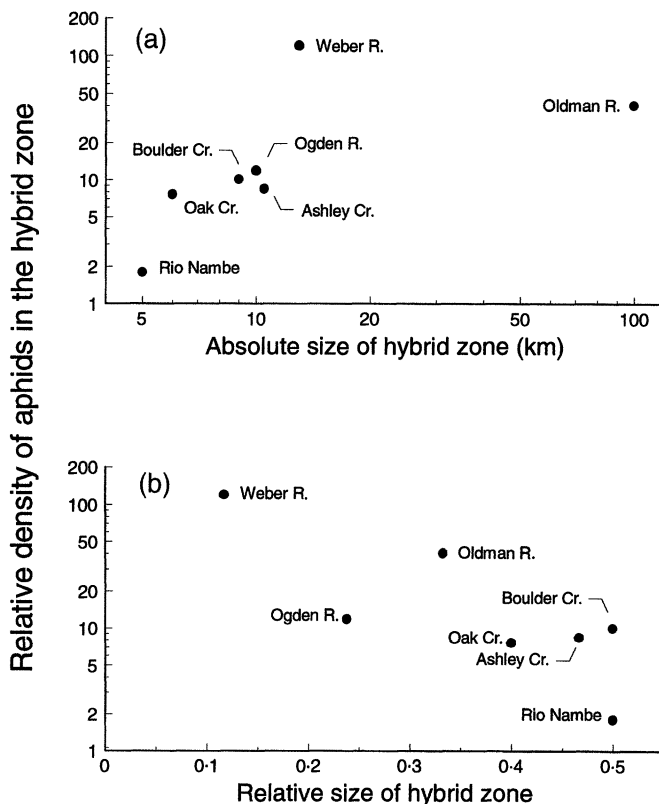 Relative density of aphids in the hybrid zone
(a)
200
100
50
20
10
5
2
1
Weber R.
Oldman R.
Boulder Cr.
Ogden R.
Oak Cr.
Ashley Cr.
Rio Nambe
5 10 20 50 100
Absolute size of hybrid zone (km)
(b)
200
100
50
20
10
5
2
1
Weber R.
Oldman R.
Ogden R.
Boulder Cr.
Oak Cr.
Ashley Cr.
Rio Nambe
0 0·1 0·2 0·3 0·4 0·5
Relative size of hybrid zone